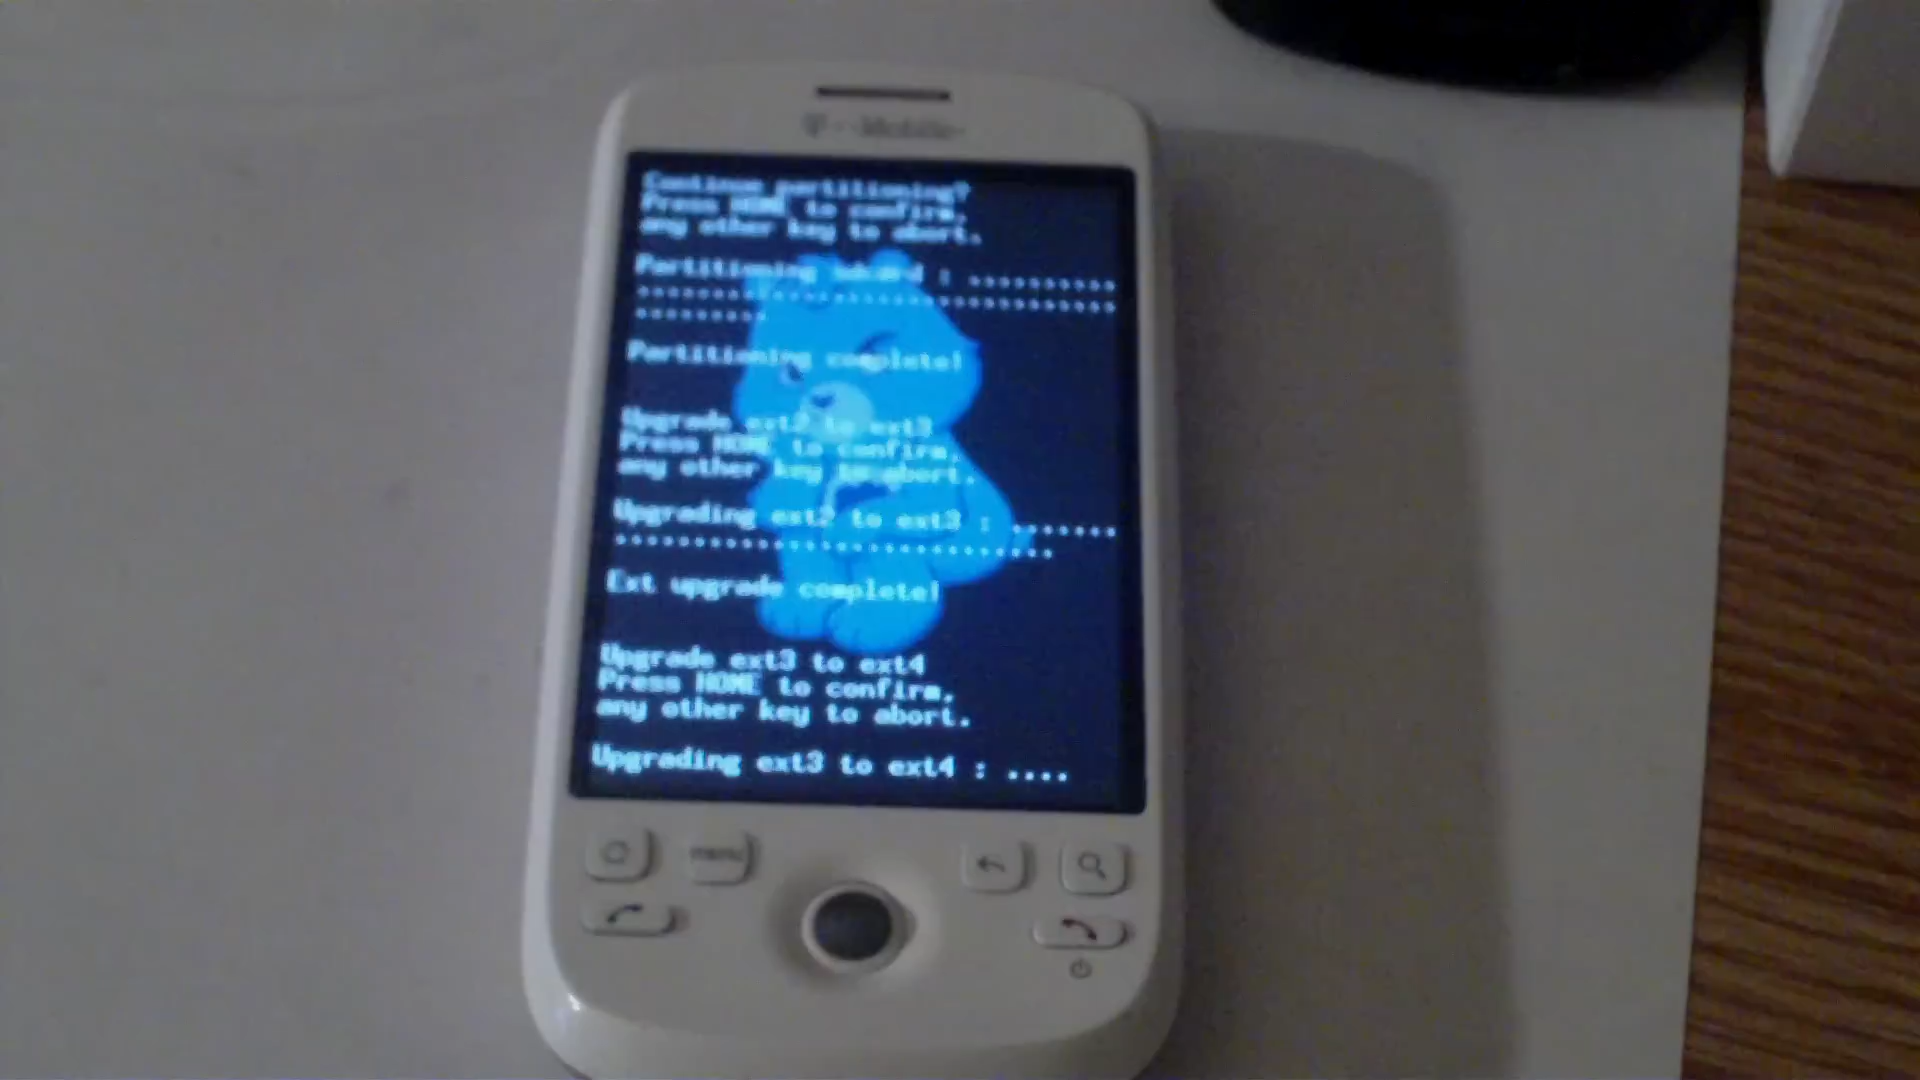 T··Mobile·
Continue partitioning?
Press HOME to confirm,
any other key to abort.
Partitioning sdcard : ..........
.................................
.........
Partitioning complete!
Upgrade ext2 to ext3
Press HOME to confirm,
any other key to abort.
Upgrading ext2 to ext3 : .......
............................
Ext upgrade complete!
Upgrade ext3 to ext4
Press HOME to confirm,
any other key to abort.
Upgrading ext3 to ext4 : ....
menu